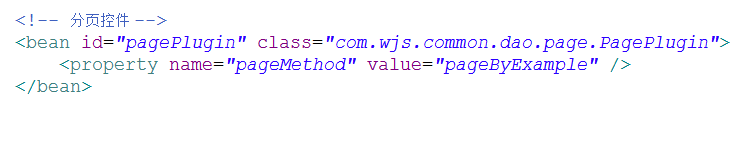 <!-- 分页控件 -->
<bean id="pagePlugin" class="com.wjs.common.dao.page.PagePlugin">
    <property name="pageMethod" value="pageByExample" />
</bean>